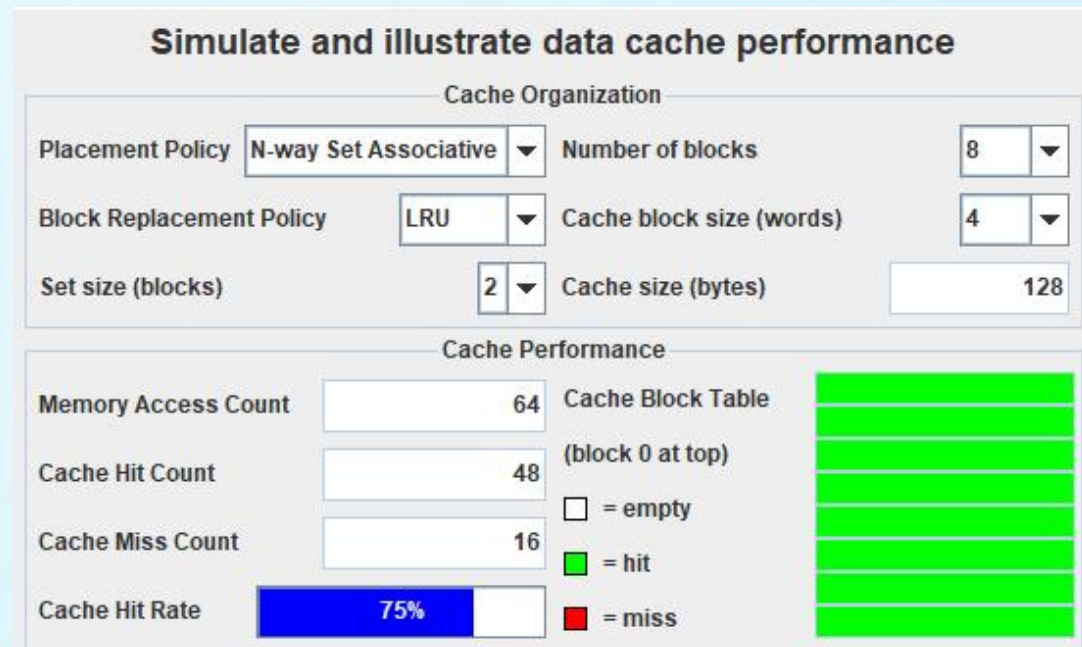 Simulate and illustrate data cache performance
Cache Organization
Placement Policy N-way Set Associative Number of blocks 8
Block Replacement Policy LRU Cache block size (words) 4
Set size (blocks) 2 Cache size (bytes) 128
Cache Performance
Memory Access Count 64 Cache Block Table
(block 0 at top)
Cache Hit Count 48
= empty
Cache Miss Count 16
= hit
Cache Hit Rate 75%
= miss